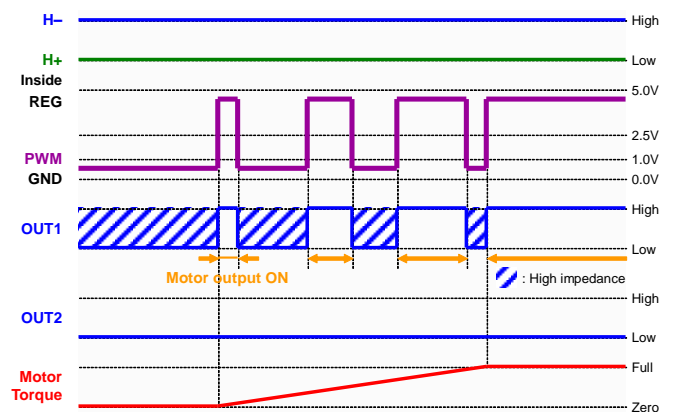 H–
High
H+
Low
Inside
REG
5.0V
2.5V
PWM
1.0V
GND
0.0V
OUT1
High
Low
Motor output ON
: High impedance
OUT2
High
Low
Motor
Torque
Full
Zero